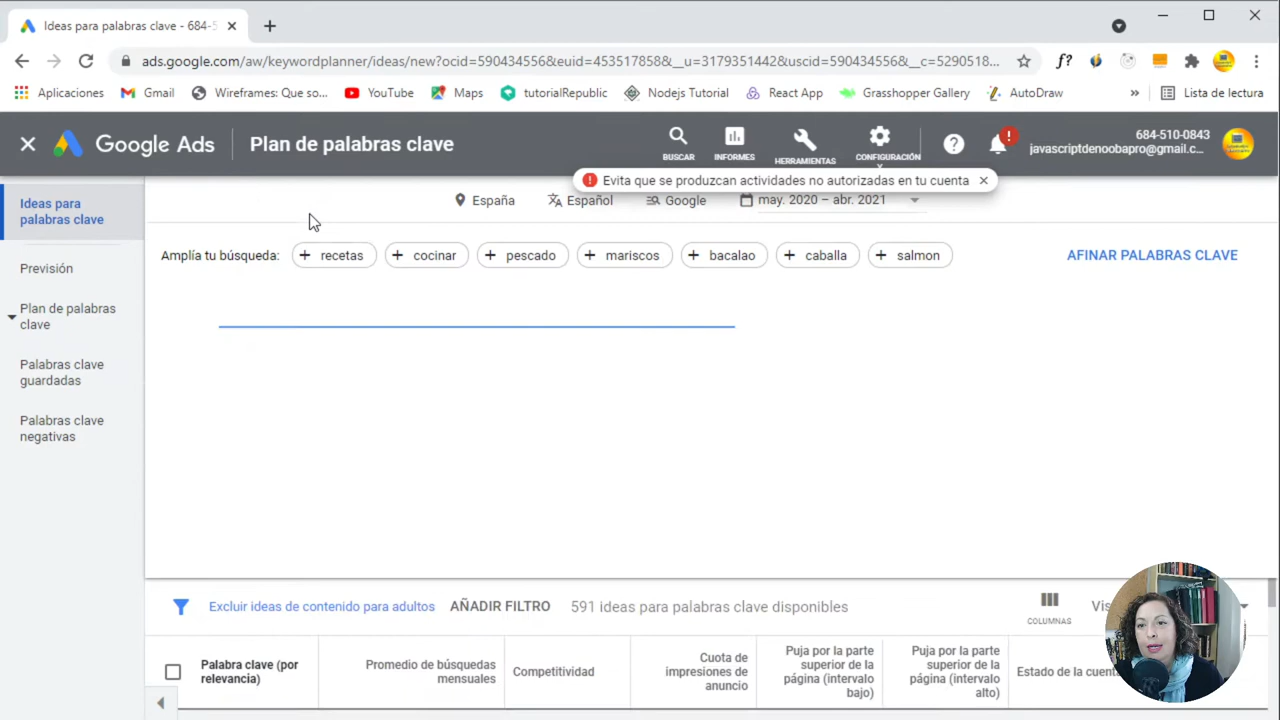 Ideas para palabras clave - 684-5
ads.google.com/aw/keywordplanner/ideas/new?ocid=590434556&euid=453517858&__u=3179351442&uscid=590434556&__c=5290518...
f?
Aplicaciones
Gmail
Wireframes: Que so...
YouTube
Maps
tutorialRepublic
Nodejs Tutorial
React App
Grasshopper Gallery
AutoDraw
»
Lista de lectura
Google Ads
Plan de palabras clave
BUSCAR
INFORMES
HERRAMIENTAS
CONFIGURACIÓN
684-510-0843
javascriptdenoobapro@gmail.c...
Evita que se produzcan actividades no autorizadas en tu cuenta
España
Español
Google
may. 2020 – abr. 2021
Ideas para
palabras clave
Previsión
Plan de palabras
clave
Palabras clave
guardadas
Palabras clave
negativas
Amplía tu búsqueda:
+ recetas
+ cocinar
+ pescado
+ mariscos
+ bacalao
+ caballa
+ salmon
AFINAR PALABRAS CLAVE
Excluir ideas de contenido para adultos
AÑADIR FILTRO
591 ideas para palabras clave disponibles
COLUMNAS
Palabra clave (por
relevancia)
Promedio de búsquedas
mensuales
Competitividad
Cuota de
impresiones de
anuncio
Puja por la parte
superior de la
página (intervalo
bajo)
Puja por la parte
superior de la
página (intervalo
alto)
Estado de la